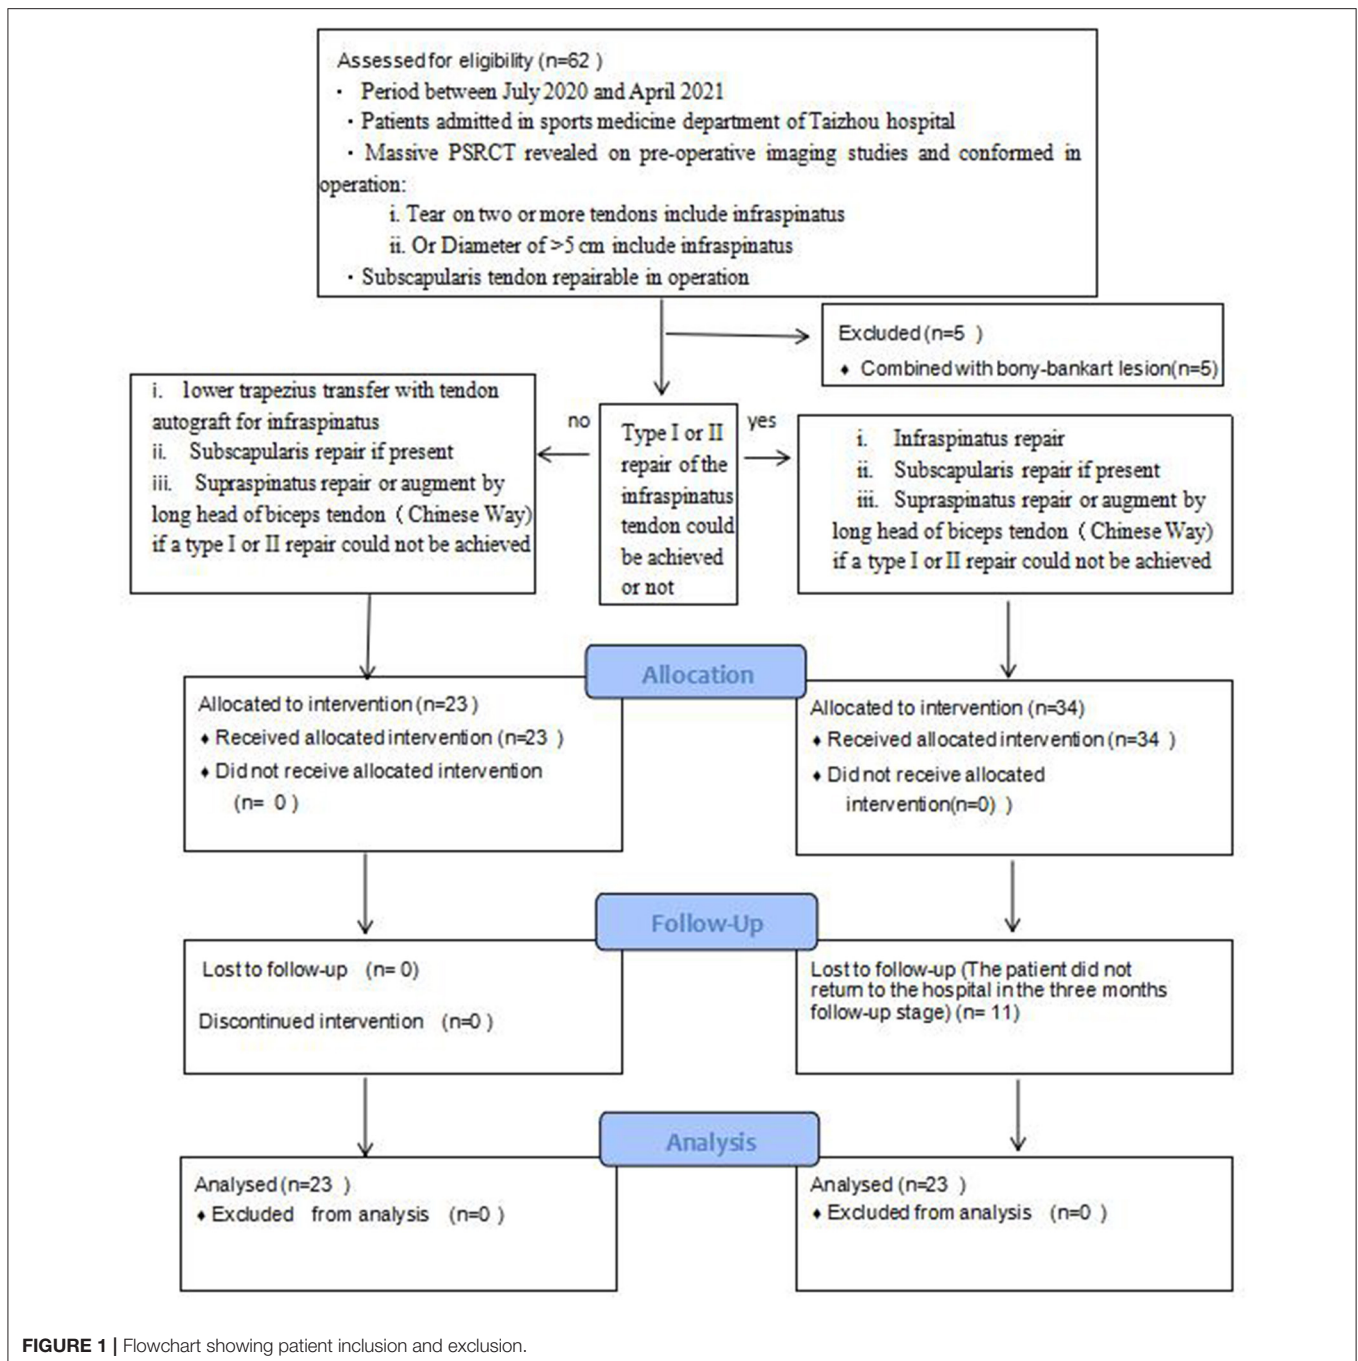 Assessed for eligibility (n=62 )
· Period between July 2020 and April 2021
· Patients admitted in sports medicine department of Taizhou hospital
· Massive PSRCT revealed on pre-operative imaging studies and conformed in
operation:
i. Tear on two or more tendons include infraspinatus
ii. Or Diameter of >5 cm include infraspinatus
· Subscapularis tendon repairable in operation
Excluded (n=5 )
♦ Combined with bony-bankart lesion(n=5)
i. lower trapezius transfer with tendon
autograft for infraspinatus
ii. Subscapularis repair if present
iii. Supraspinatus repair or augment by
long head of biceps tendon ( Chinese Way)
if a type I or II repair could not be achieved
no
Type I or II
repair of the
infraspinatus
tendon could
be achieved
or not
yes
i. Infraspinatus repair
ii. Subscapularis repair if present
iii. Supraspinatus repair or augment by
long head of biceps tendon ( Chinese Way)
if a type I or II repair could not be achieved
Allocation
Allocated to intervention (n=23 )
♦ Received allocated intervention (n=23 )
♦ Did not receive allocated intervention
(n= 0 )
Allocated to intervention (n=34)
♦ Received allocated intervention (n=34 )
♦ Did not receive allocated
intervention(n=0) )
Follow-Up
Lost to follow-up (n= 0)
Discontinued intervention (n=0 )
Lost to follow-up (The patient did not
return to the hospital in the three months
follow-up stage) (n= 11)
Analysis
Analysed (n=23 )
♦ Excluded from analysis (n=0 )
Analysed (n=23 )
♦ Excluded from analysis (n=0 )
FIGURE 1 | Flowchart showing patient inclusion and exclusion.